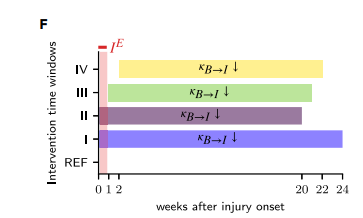 F
I^E
Intervention time windows
IV κ_{B→I} ↓
III κ_{B→I} ↓
II κ_{B→I} ↓
I κ_{B→I} ↓
REF
0 1 2 20 22 24
weeks after injury onset